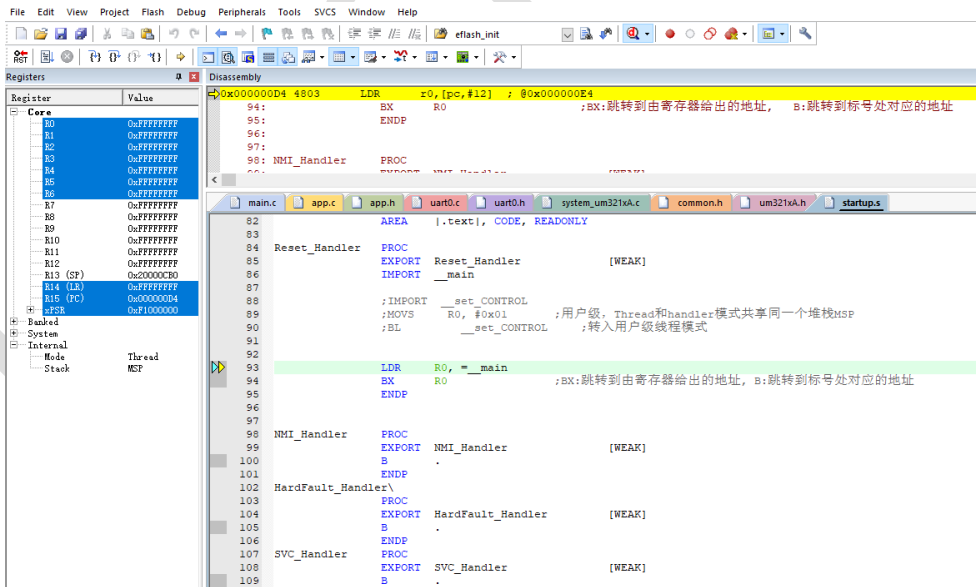 File Edit View Project Flash Debug Peripherals Tools SVCS Window Help
eflash_init
RST
Registers
Register Value
Core
R0 0xFFFFFFFF
R1 0xFFFFFFFF
R2 0xFFFFFFFF
R3 0xFFFFFFFF
R4 0xFFFFFFFF
R5 0xFFFFFFFF
R6 0xFFFFFFFF
R7 0xFFFFFFFF
R8 0xFFFFFFFF
R9 0xFFFFFFFF
R10 0xFFFFFFFF
R11 0xFFFFFFFF
R12 0xFFFFFFFF
R13 (SP) 0x20000CB0
R14 (LR) 0xFFFFFFFF
R15 (PC) 0x000000D4
xPSR 0xF1000000
Banked
System
Internal
Mode Thread
Stack MSP
Disassembly
0x000000D4 4803 LDR r0,[pc,#12] ; @0x000000E4
94: BX R0 ;BX:跳转到由寄存器给出的地址, B:跳转到标号处对应的地址
95: ENDP
96:
97:
98: NMI_Handler PROC
99: EXPORT NMI_Handler [WEAK]
main.c app.c app.h uart0.c uart0.h system_um321xA.c common.h um321xA.h startup.s
82 AREA |.text|, CODE, READONLY
83
84 Reset_Handler PROC
85 EXPORT Reset_Handler [WEAK]
86 IMPORT __main
87
88 ;IMPORT __set_CONTROL
89 ;MOVS R0, #0x01 ;用户级, Thread和handler模式共享同一个堆栈MSP
90 ;BL __set_CONTROL ;转入用户级线程模式
91
92
93 LDR R0, =__main
94 BX R0 ;BX:跳转到由寄存器给出的地址, B:跳转到标号处对应的地址
95 ENDP
96
97
98 NMI_Handler PROC
99 EXPORT NMI_Handler [WEAK]
100 B .
101 ENDP
102 HardFault_Handler\
103 PROC
104 EXPORT HardFault_Handler [WEAK]
105 B .
106 ENDP
107 SVC_Handler PROC
108 EXPORT SVC_Handler [WEAK]
109 B .